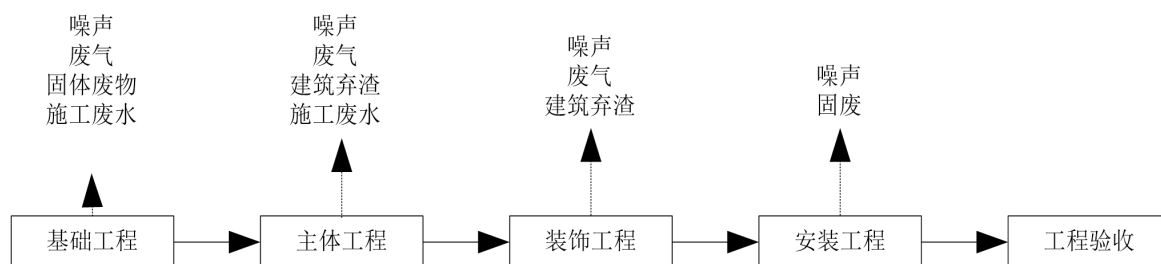 噪声
废气
固体废物
施工废水
噪声
废气
建筑弃渣
施工废水
噪声
废气
建筑弃渣
噪声
固废
基础工程
主体工程
装饰工程
安装工程
工程验收